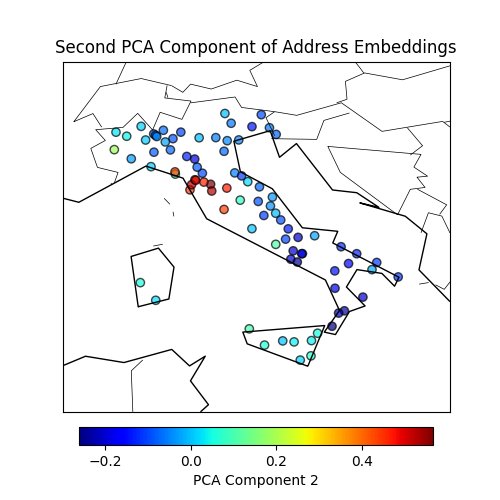 Second PCA Component of Address Embeddings
−0.2 0.0 0.2 0.4
PCA Component 2